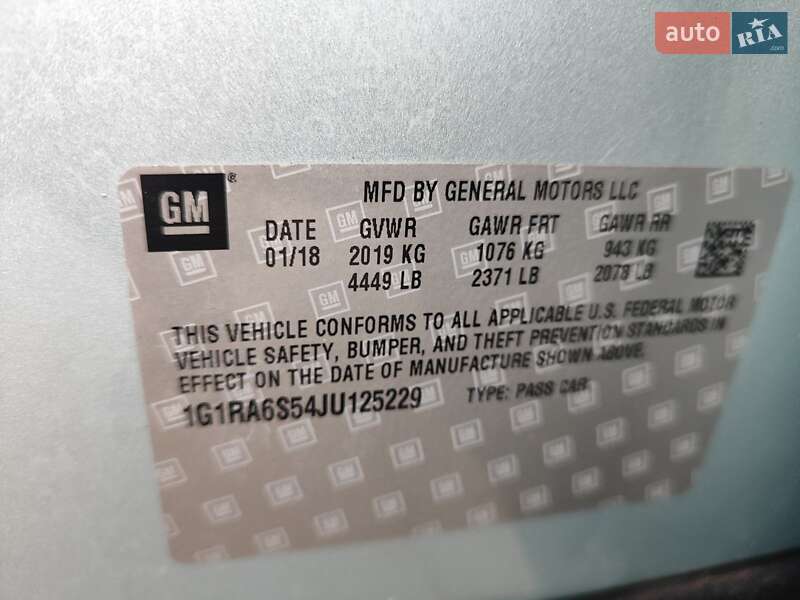 auto RIA .com
GM ® MFD BY GENERAL MOTORS LLC
DATE GVWR GAWR FRT GAWR RR
01/18 2019 KG 1076 KG 943 KG
4449 LB 2371 LB 2078 LB
THIS VEHICLE CONFORMS TO ALL APPLICABLE U.S. FEDERAL MOTOR
VEHICLE SAFETY, BUMPER, AND THEFT PREVENTION STANDARDS IN
EFFECT ON THE DATE OF MANUFACTURE SHOWN ABOVE.
1G1RA6S54JU125229 TYPE: PASS CAR